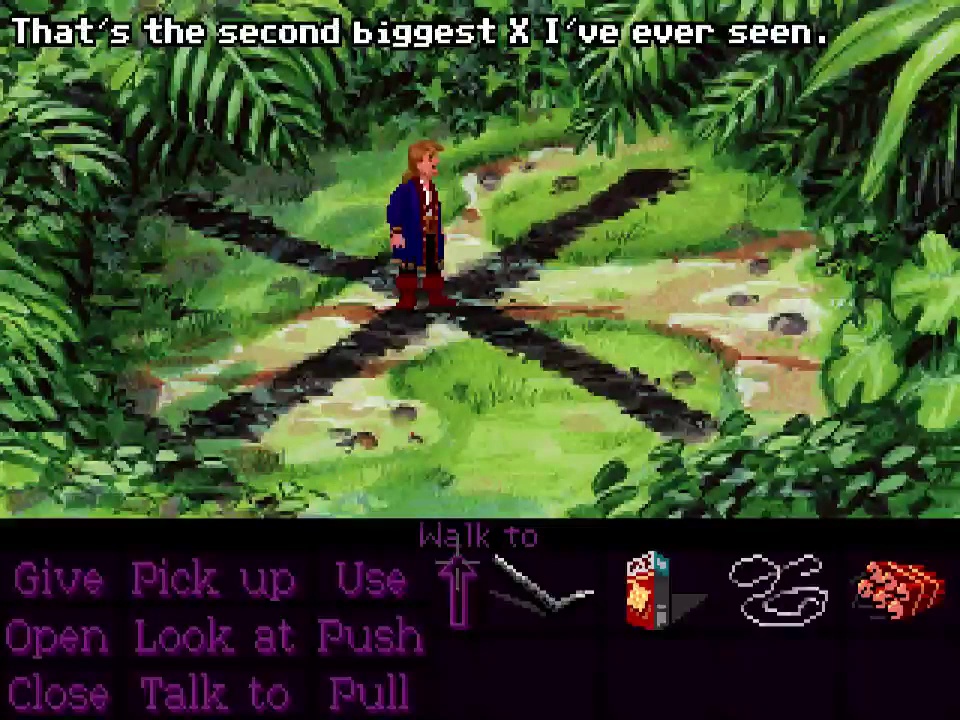 That's the second biggest X I've ever seen.
Walk to
Give Pick up Use
Open Look at Push
Close Talk to Pull